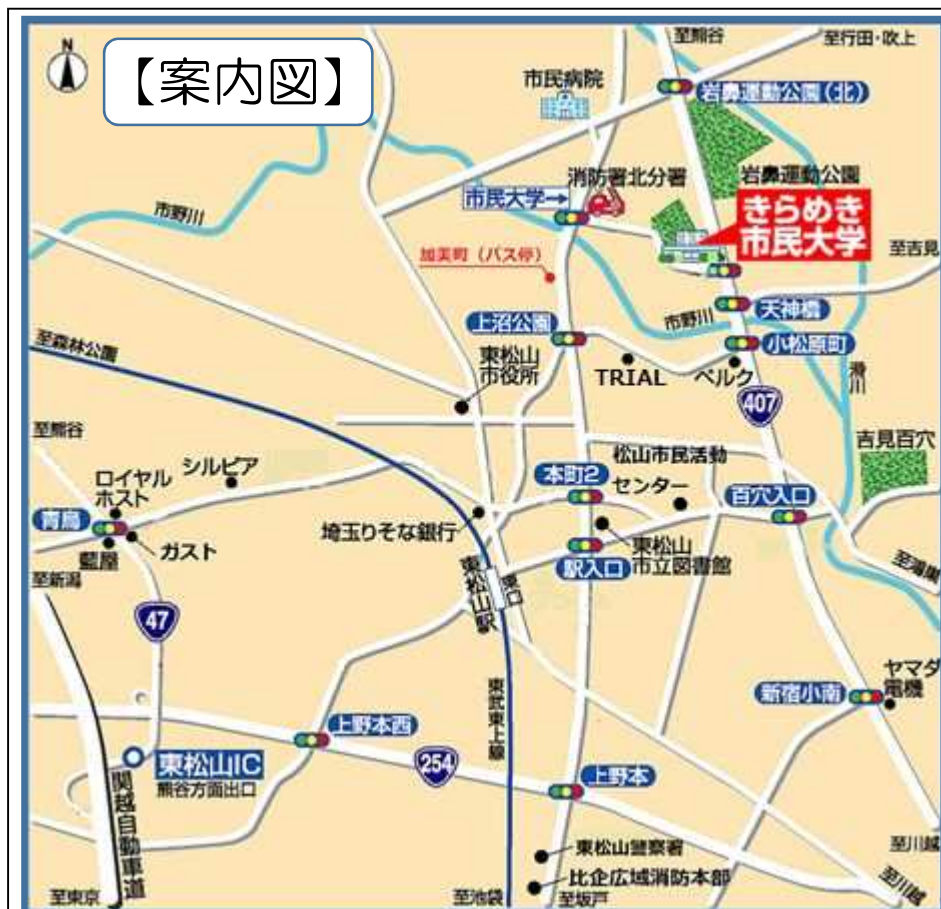 N
【案内図】
至熊谷
至行田・吹上
市民病院
岩鼻運動公園(北)
消防署北分署
岩鼻運動公園
市民大学→
きらめき
市民大学
市野川
至吉見
加美町（バス停）
天神橋
市野川
上沼公園
小松原町
至森林公園
東松山
市役所
TRIAL
ベルク
滑川
407
至熊谷
吉見百穴
ロイヤル
ホスト
シルピア
本町2
松山市民活動
センター
百穴入口
青鳥
埼玉りそな銀行
ガスト
藍屋
駅入口
東松山
市立図書館
至新潟
東松山駅
東口
至鴻巣
47
ヤマダ
電機
新宿小南
東武東上線
上野本西
東松山IC
熊谷方面出口
254
上野本
関越自動車道
東松山警察署
至川越
比企広域消防本部
至東京
至池袋
至坂戸
至川越